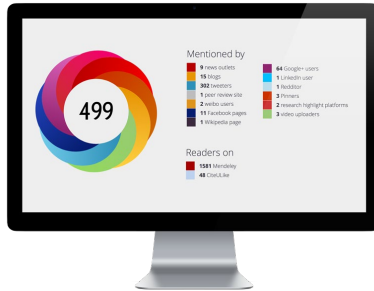 499
Mentioned by
9 news outlets
15 blogs
302 tweeters
1 peer review site
2 weibo users
11 Facebook pages
1 Wikipedia page
64 Google+ users
1 LinkedIn user
1 Redditor
3 Pinners
2 research highlight platforms
3 video uploaders
Readers on
1581 Mendeley
48 CiteULike